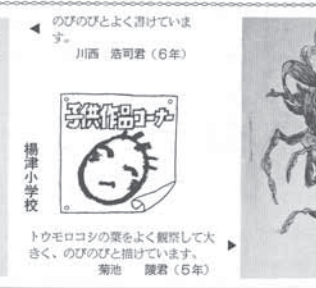 のびのびとよく書けていま
す。
川西 浩司君（6年）
子供作品コーナー
楊津小学校
トウモロコシの葉をよく観察して大
きく、のびのびと描けています。
菊池 陵君（5年）